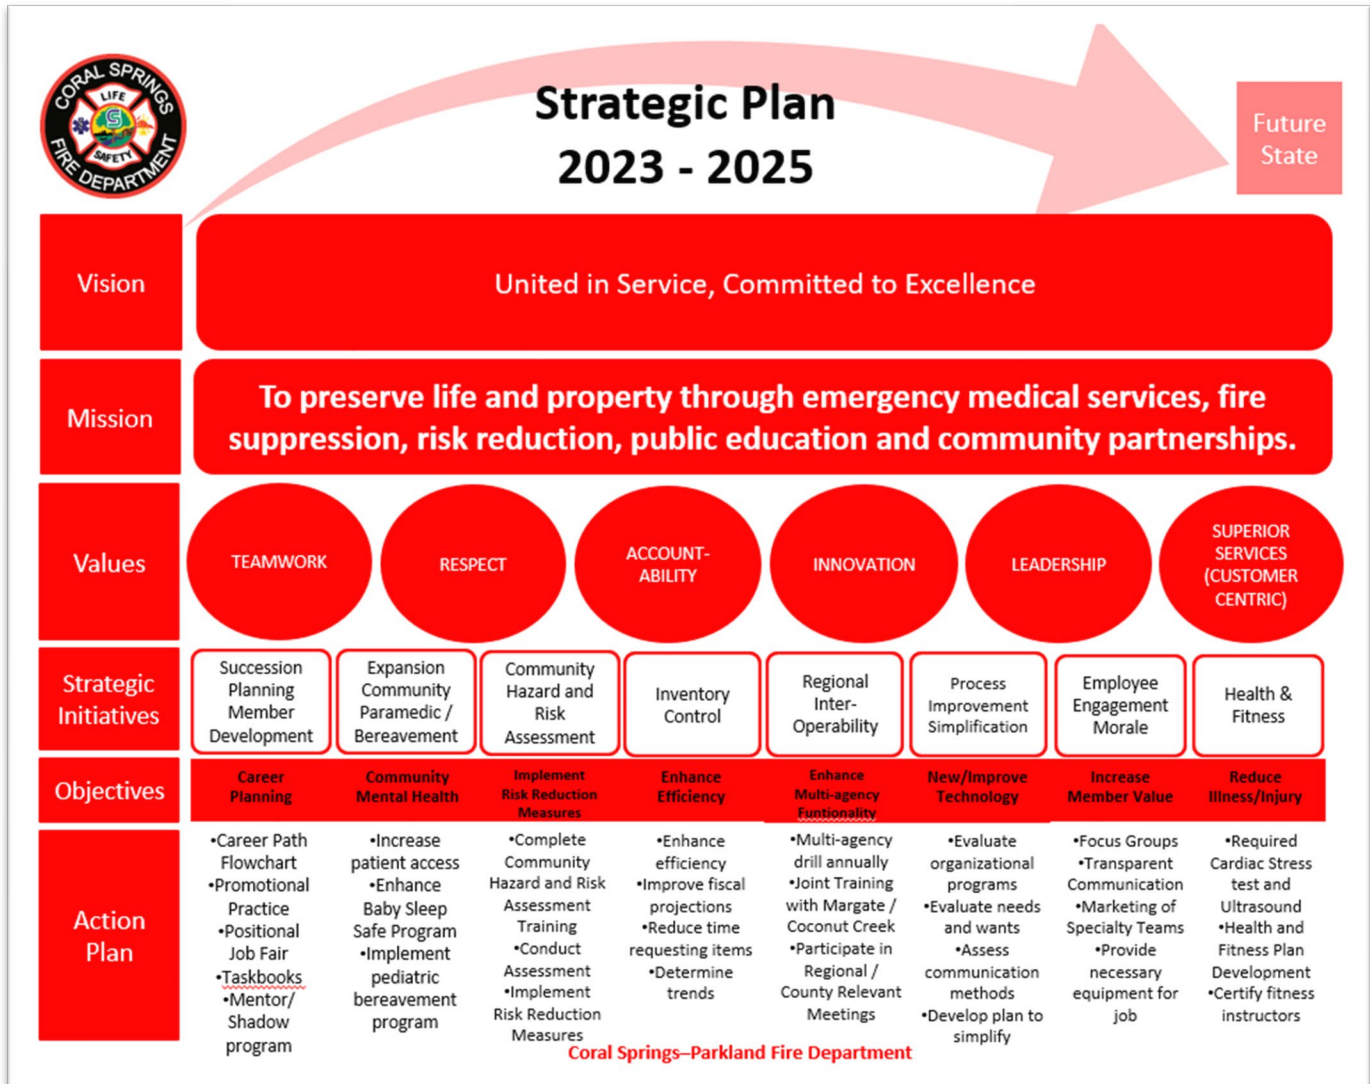 CORAL SPRINGS
LIFE
S
SAFETY
FIRE DEPARTMENT
Strategic Plan
2023 - 2025
Future
State
Vision
United in Service, Committed to Excellence
Mission
To preserve life and property through emergency medical services, fire
suppression, risk reduction, public education and community partnerships.
Values
TEAMWORK
RESPECT
ACCOUNT-
ABILITY
INNOVATION
LEADERSHIP
SUPERIOR
SERVICES
(CUSTOMER
CENTRIC)
Strategic
Initiatives
Succession
Planning
Member
Development
Expansion
Community
Paramedic /
Bereavement
Community
Hazard and
Risk
Assessment
Inventory
Control
Regional
Inter-
Operability
Process
Improvement
Simplification
Employee
Engagement
Morale
Health &
Fitness
Objectives
Career
Planning
Community
Mental Health
Implement
Risk Reduction
Measures
Enhance
Efficiency
Enhance
Multi-agency
Funtionality
New/Improve
Technology
Increase
Member Value
Reduce
Illness/Injury
Action
Plan
•Career Path
Flowchart
•Promotional
Practice
•Positional
Job Fair
•Taskbooks
•Mentor/
Shadow
program
•Increase
patient access
•Enhance
Baby Sleep
Safe Program
•Implement
pediatric
bereavement
program
•Complete
Community
Hazard and Risk
Assessment
Training
•Conduct
Assessment
•Implement
Risk Reduction
Measures
•Enhance
efficiency
•Improve fiscal
projections
•Reduce time
requesting items
•Determine
trends
•Multi-agency
drill annually
•Joint Training
with Margate /
Coconut Creek
•Participate in
Regional /
County Relevant
Meetings
•Evaluate
organizational
programs
•Evaluate needs
and wants
•Assess
communication
methods
•Develop plan to
simplify
•Focus Groups
•Transparent
Communication
•Marketing of
Specialty Teams
•Provide
necessary
equipment for
job
•Required
Cardiac Stress
test and
Ultrasound
•Health and
Fitness Plan
Development
•Certify fitness
instructors
Coral Springs–Parkland Fire Department